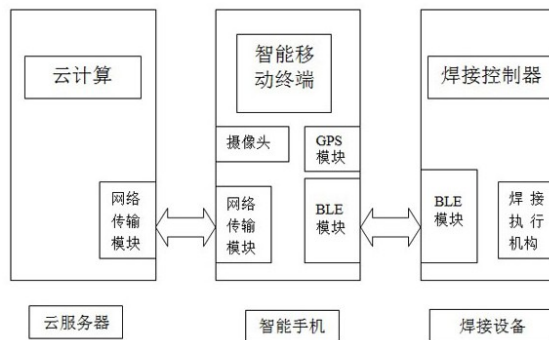 云计算
网络
传输
模块
云服务器
智能移
动终端
摄像头
GPS
模块
网络
传输
模块
BLE
模块
智能手机
焊接控制器
BLE
模块
焊接
执行
机构
焊接设备